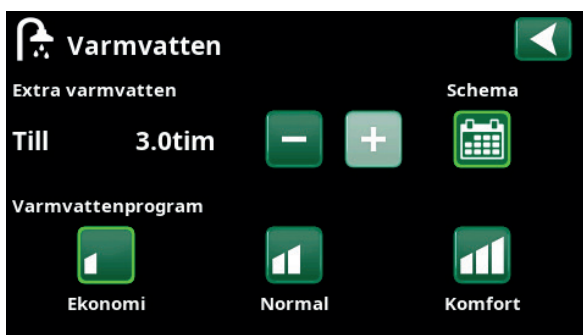 Varmvatten
Extra varmvatten
Schema
Till 3.0tim
Varmvattenprogram
Ekonomi Normal Komfort